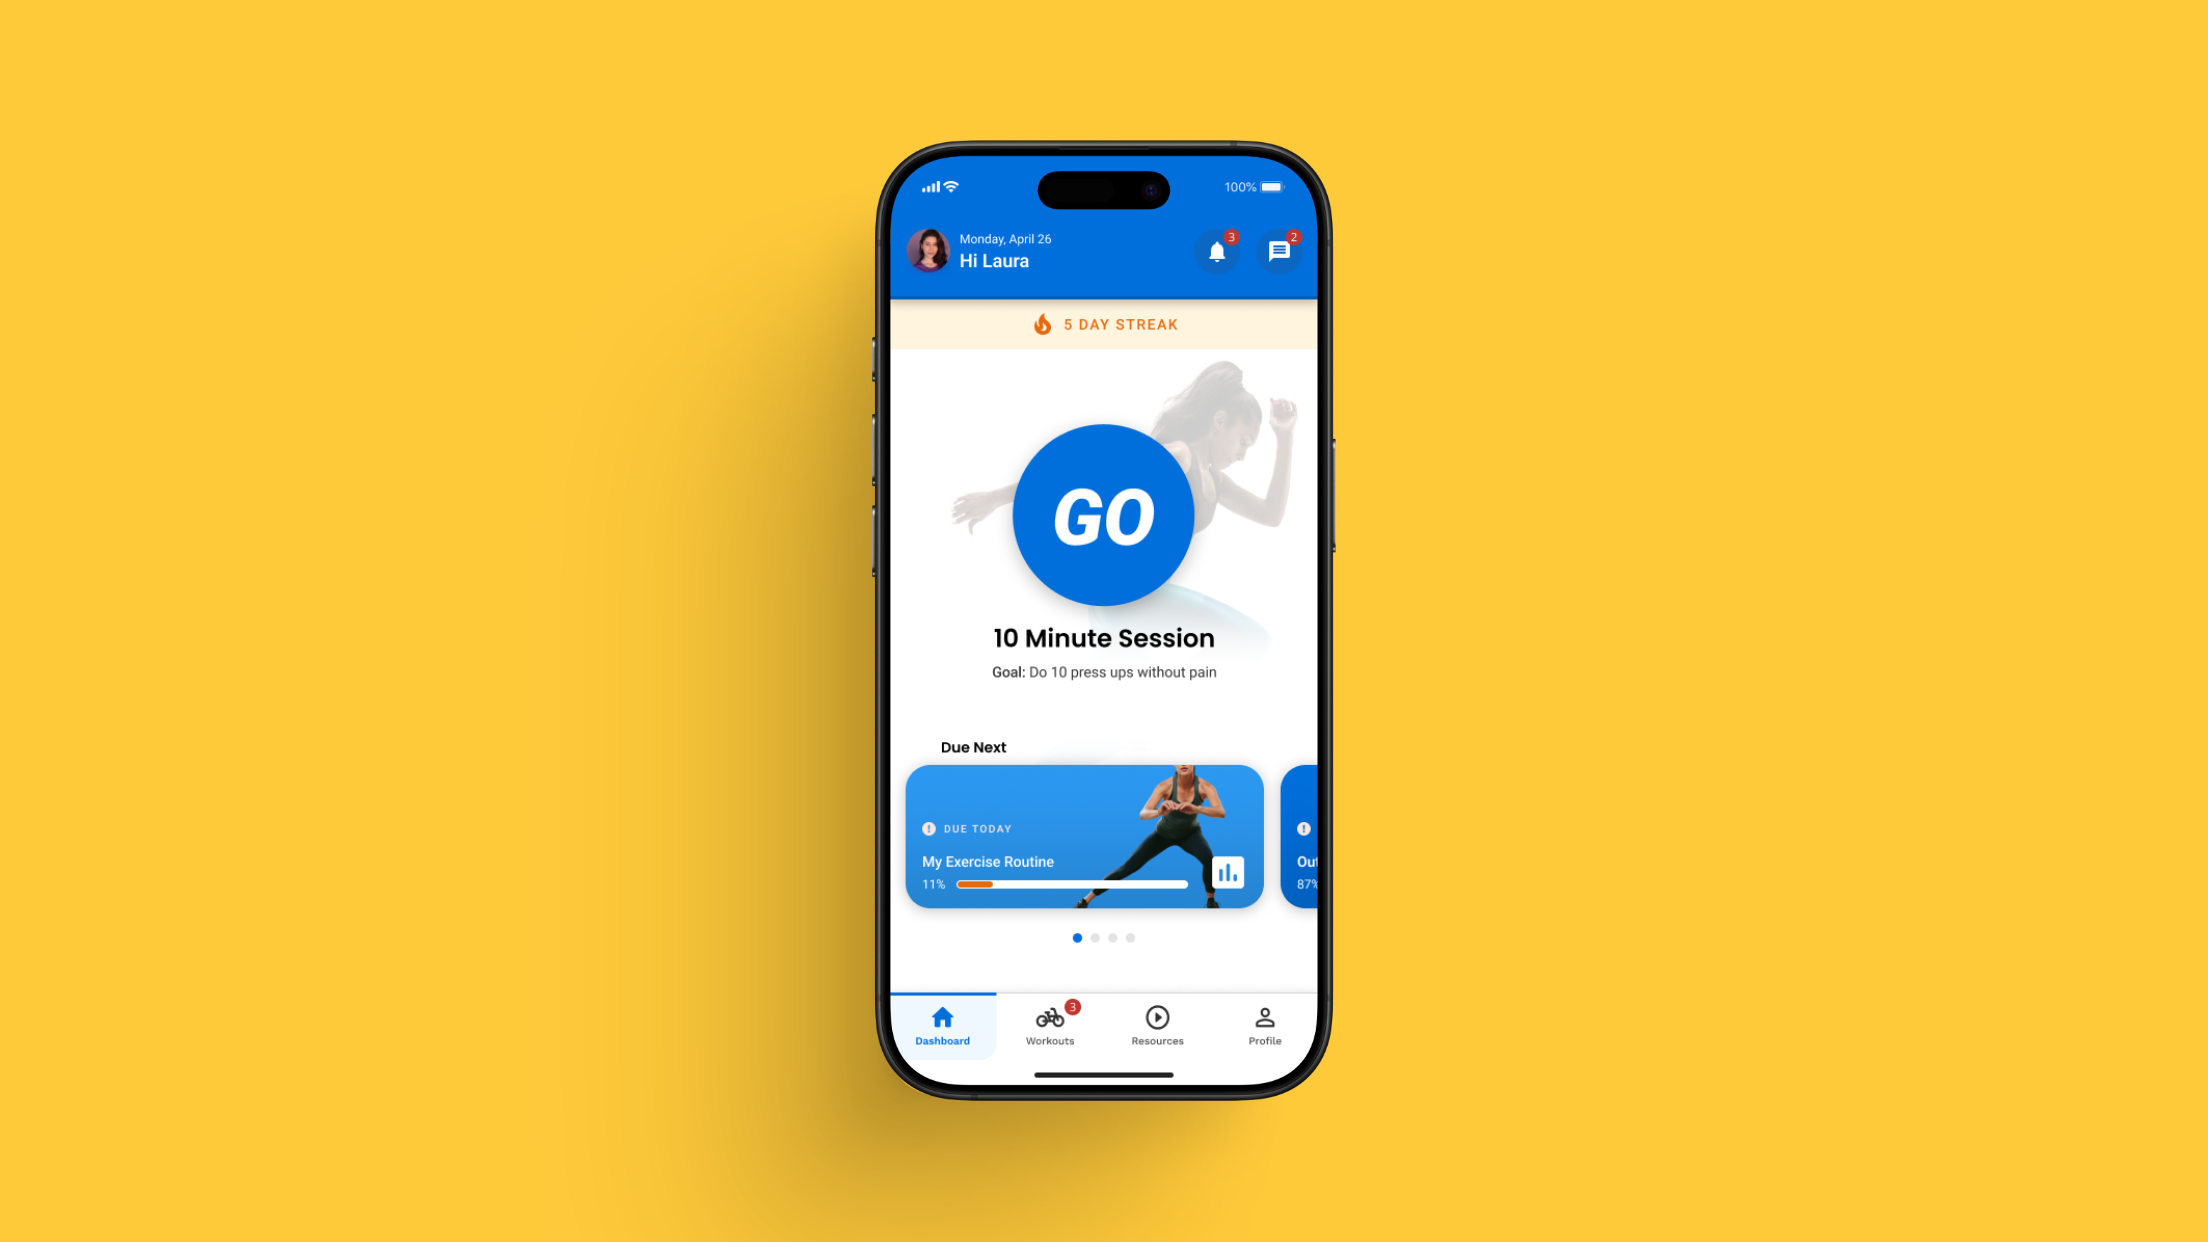 100%
Monday, April 26
Hi Laura
3
2
5 DAY STREAK
GO
10 Minute Session
Goal: Do 10 press ups without pain
Due Next
DUE TODAY
My Exercise Routine
11%
Out
87%
Dashboard
3
Workouts
Resources
Profile